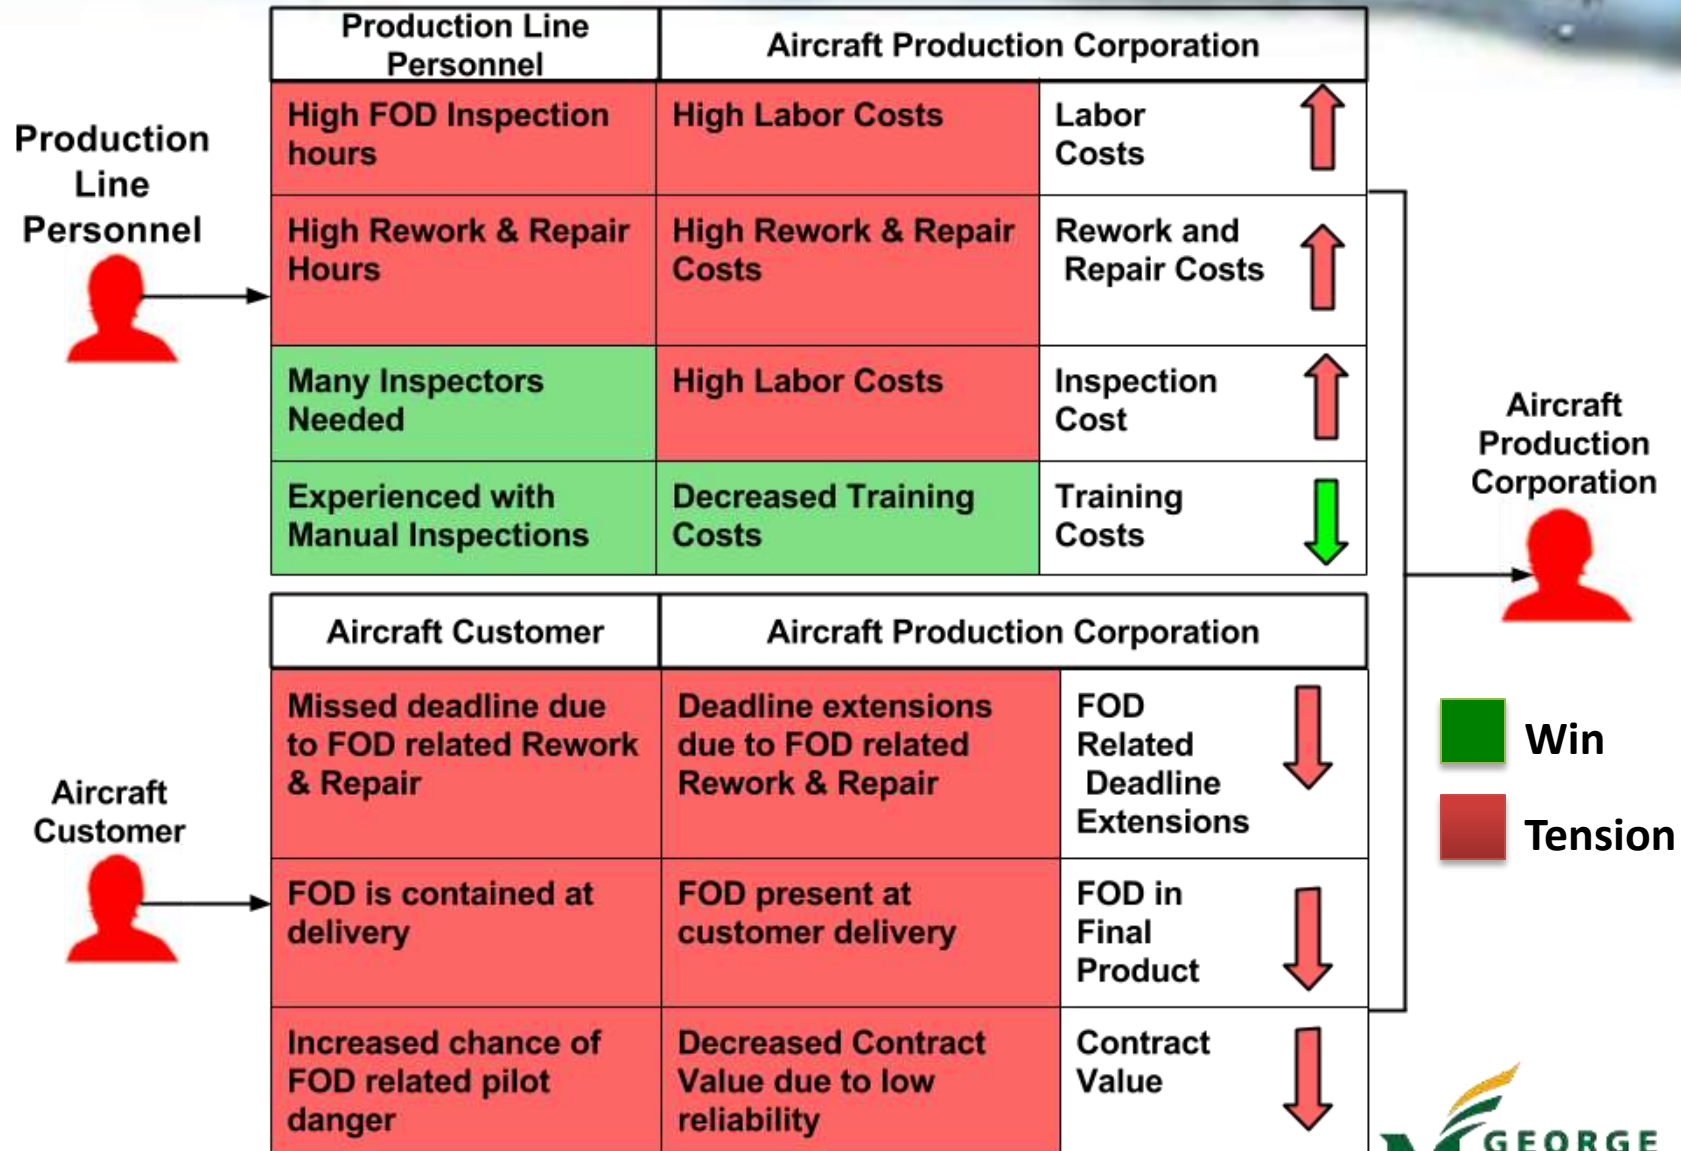 Production Line
Personnel
Aircraft Production Corporation
Production
Line
Personnel
High FOD Inspection
hours
High Labor Costs
Labor
Costs
High Rework & Repair
Hours
High Rework & Repair
Costs
Rework and
Repair Costs
Many Inspectors
Needed
High Labor Costs
Inspection
Cost
Experienced with
Manual Inspections
Decreased Training
Costs
Training
Costs
Aircraft
Production
Corporation
Aircraft Customer
Aircraft Production Corporation
Aircraft
Customer
Missed deadline due
to FOD related Rework
& Repair
Deadline extensions
due to FOD related
Rework & Repair
FOD
Related
Deadline
Extensions
FOD is contained at
delivery
FOD present at
customer delivery
FOD in
Final
Product
Increased chance of
FOD related pilot
danger
Decreased Contract
Value due to low
reliability
Contract
Value
Win
Tension
GEORGE